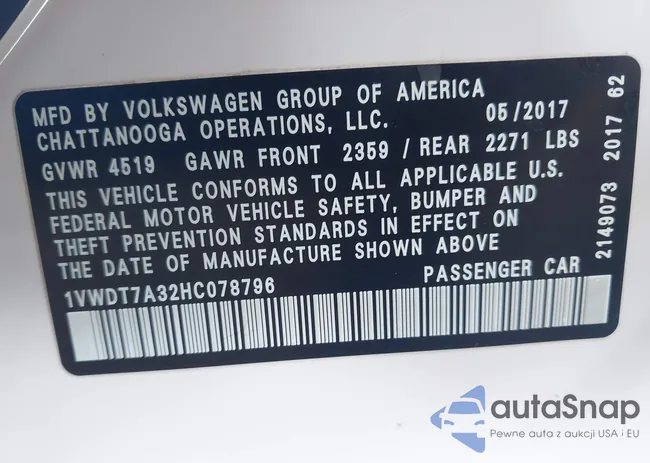 MFD BY VOLKSWAGEN GROUP OF AMERICA
CHATTANOOGA OPERATIONS, LLC. 05/2017
GVWR 4519 GAWR FRONT 2359 / REAR 2271 LBS
THIS VEHICLE CONFORMS TO ALL APPLICABLE U.S.
FEDERAL MOTOR VEHICLE SAFETY, BUMPER AND
THEFT PREVENTION STANDARDS IN EFFECT ON
THE DATE OF MANUFACTURE SHOWN ABOVE
1VWDT7A32HC078796 PASSENGER CAR
2149073 2017 62
autaSnap
Pewne auta z aukcji USA i EU